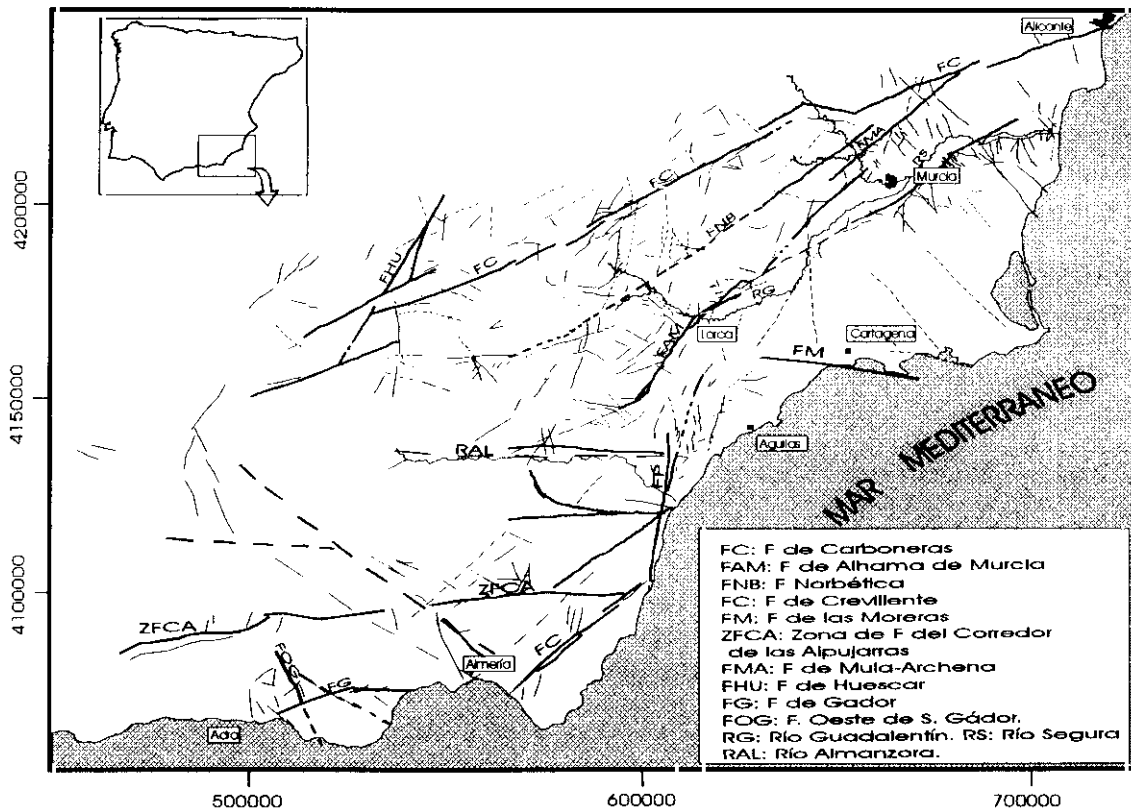 Alicante
FC
FMA
RS
Murcia
4200000
FC
FNB
FHU
FC
RG
Lorca
FAM
Cartagena
FM
4150000
MAR MEDITERRANEO
Aguilas
RAL
FP
4100000
ZFCA
ZFCA
FC
Almería
FOG
FG
Adra
FC: F de Carboneras
FAM: F de Alhama de Murcia
FNB: F Norbética
FC: F de Crevillente
FM: F de las Moreras
ZFCA: Zona de F del Corredor
de las Alpujarras
FMA: F de Mula-Archena
FHU: F de Huescar
FG: F de Gador
FOG: F. Oeste de S. Gádor.
RG: Río Guadalentín. RS: Río Segura
RAL: Río Almanzora.
500000
600000
700000